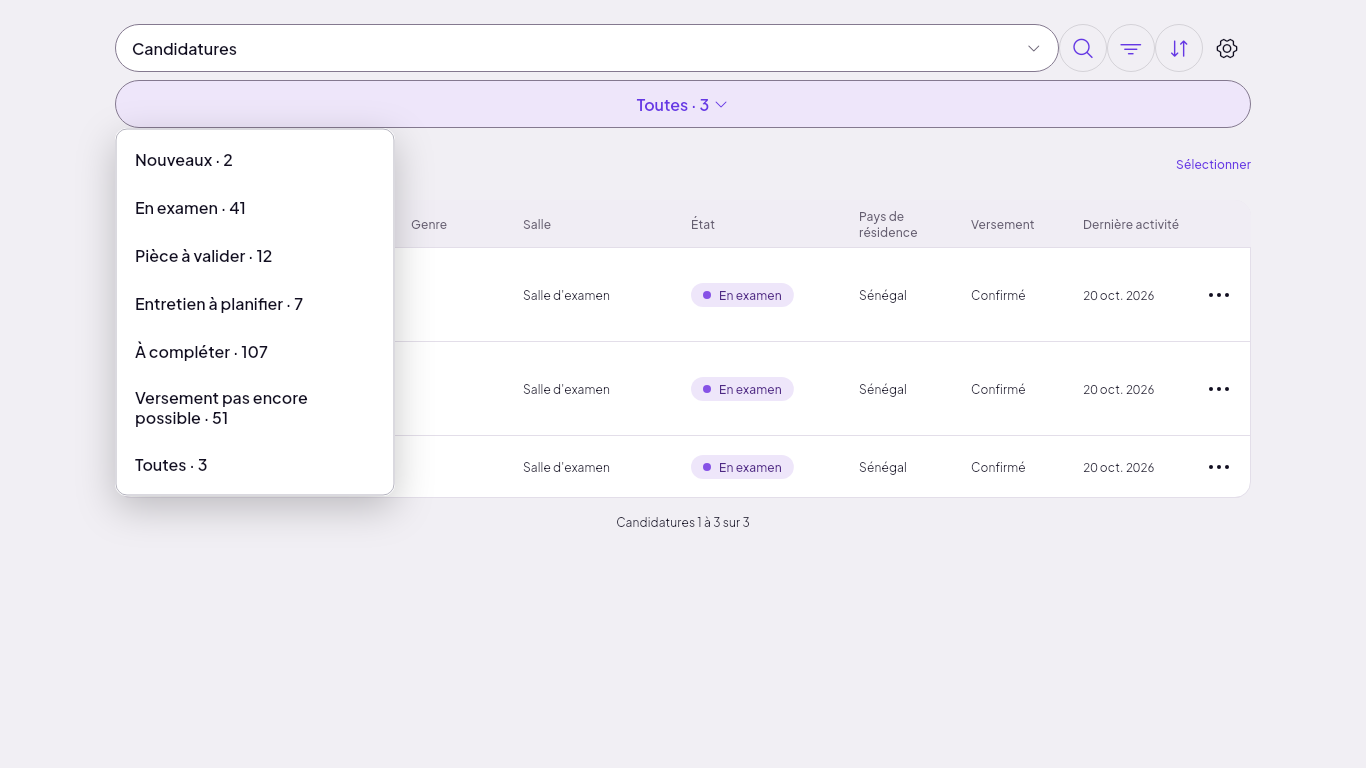 Candidatures
Toutes · 3
Nouveaux · 2
En examen · 41
Pièce à valider · 12
Entretien à planifier · 7
À compléter · 107
Versement pas encore
possible · 51
Toutes · 3
Sélectionner
Genre Salle État Pays de résidence Versement Dernière activité
Salle d'examen En examen Sénégal Confirmé 20 oct. 2026
Salle d'examen En examen Sénégal Confirmé 20 oct. 2026
Salle d'examen En examen Sénégal Confirmé 20 oct. 2026
Candidatures 1 à 3 sur 3